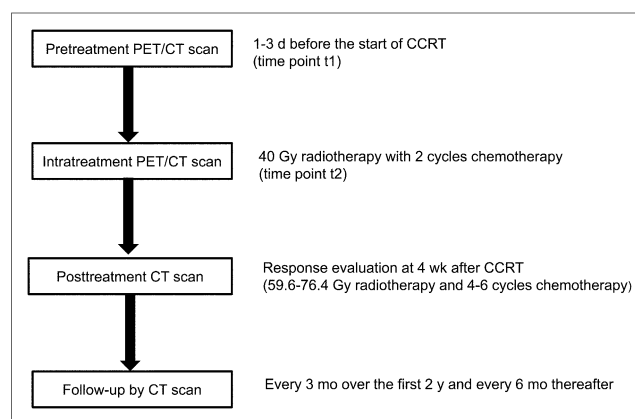 Pretreatment PET/CT scan
1-3 d before the start of CCRT
(time point t1)
Intratreatment PET/CT scan
40 Gy radiotherapy with 2 cycles chemotherapy
(time point t2)
Posttreatment CT scan
Response evaluation at 4 wk after CCRT
(59.6-76.4 Gy radiotherapy and 4-6 cycles chemotherapy)
Follow-up by CT scan
Every 3 mo over the first 2 y and every 6 mo thereafter